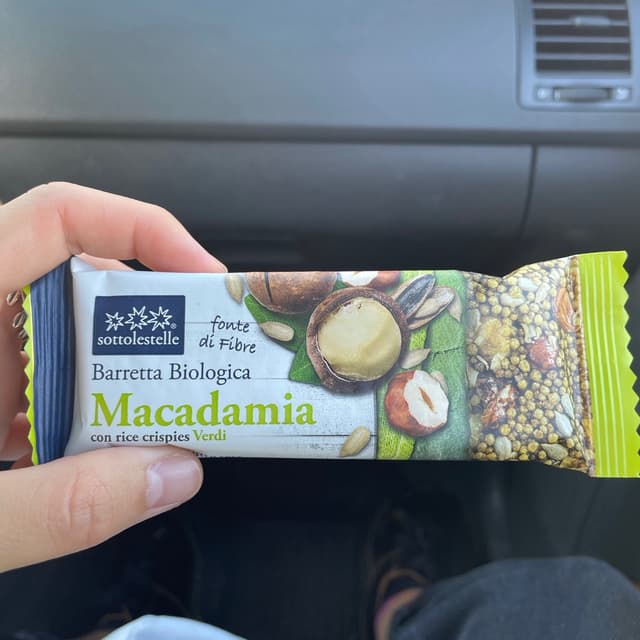 sottolestelle®
fonte
di Fibre
Barretta Biologica
Macadamia
con rice crispies Verdi